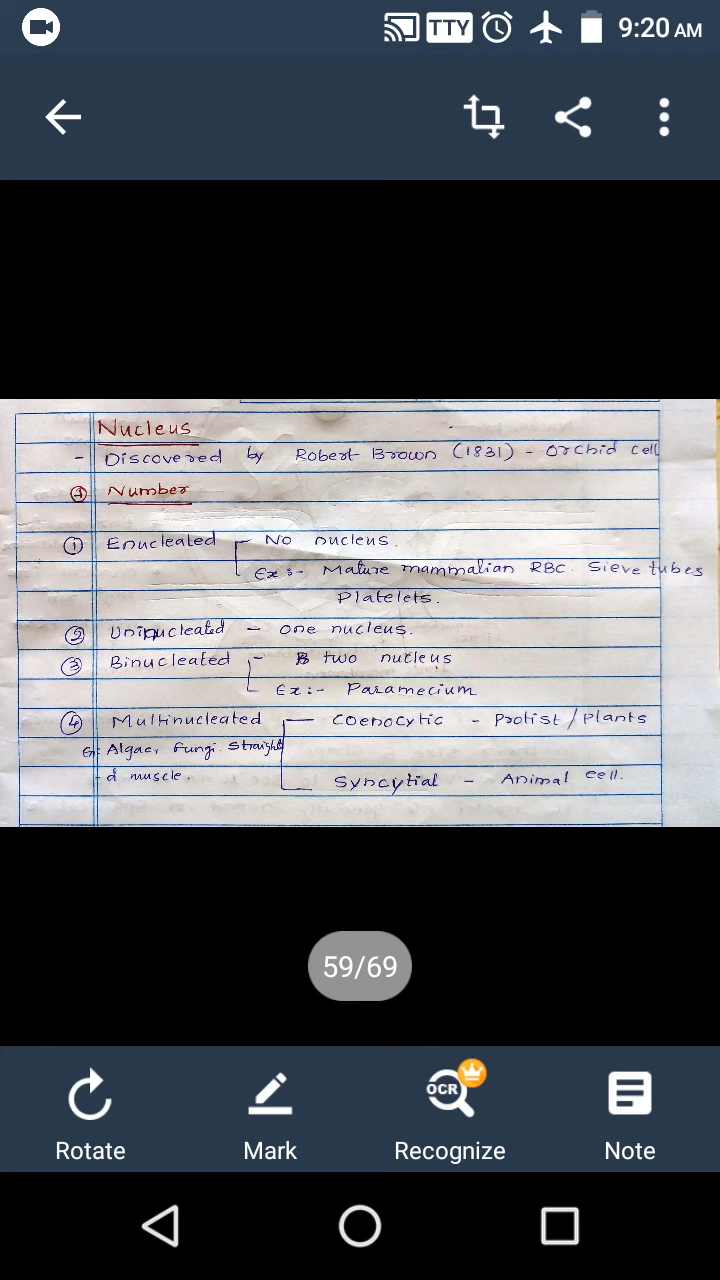 TTY 9:20 AM
Nucleus
- Discovered by Robert Brown (1831) - Orchid cell
Number
① Enucleated - No nucleus.
Ex :- Mature mammalian RBC. Sieve tubes
Platelets.
② Uninucleated - one nucleus.
③ Binucleated - two nucleus
Ex :- Paramecium
④ Multinucleated - Coenocytic - Protist / Plants
Algae, Fungi. Straight
- d muscle.
Syncytial - Animal cell.
59/69
OCR
Rotate Mark Recognize Note